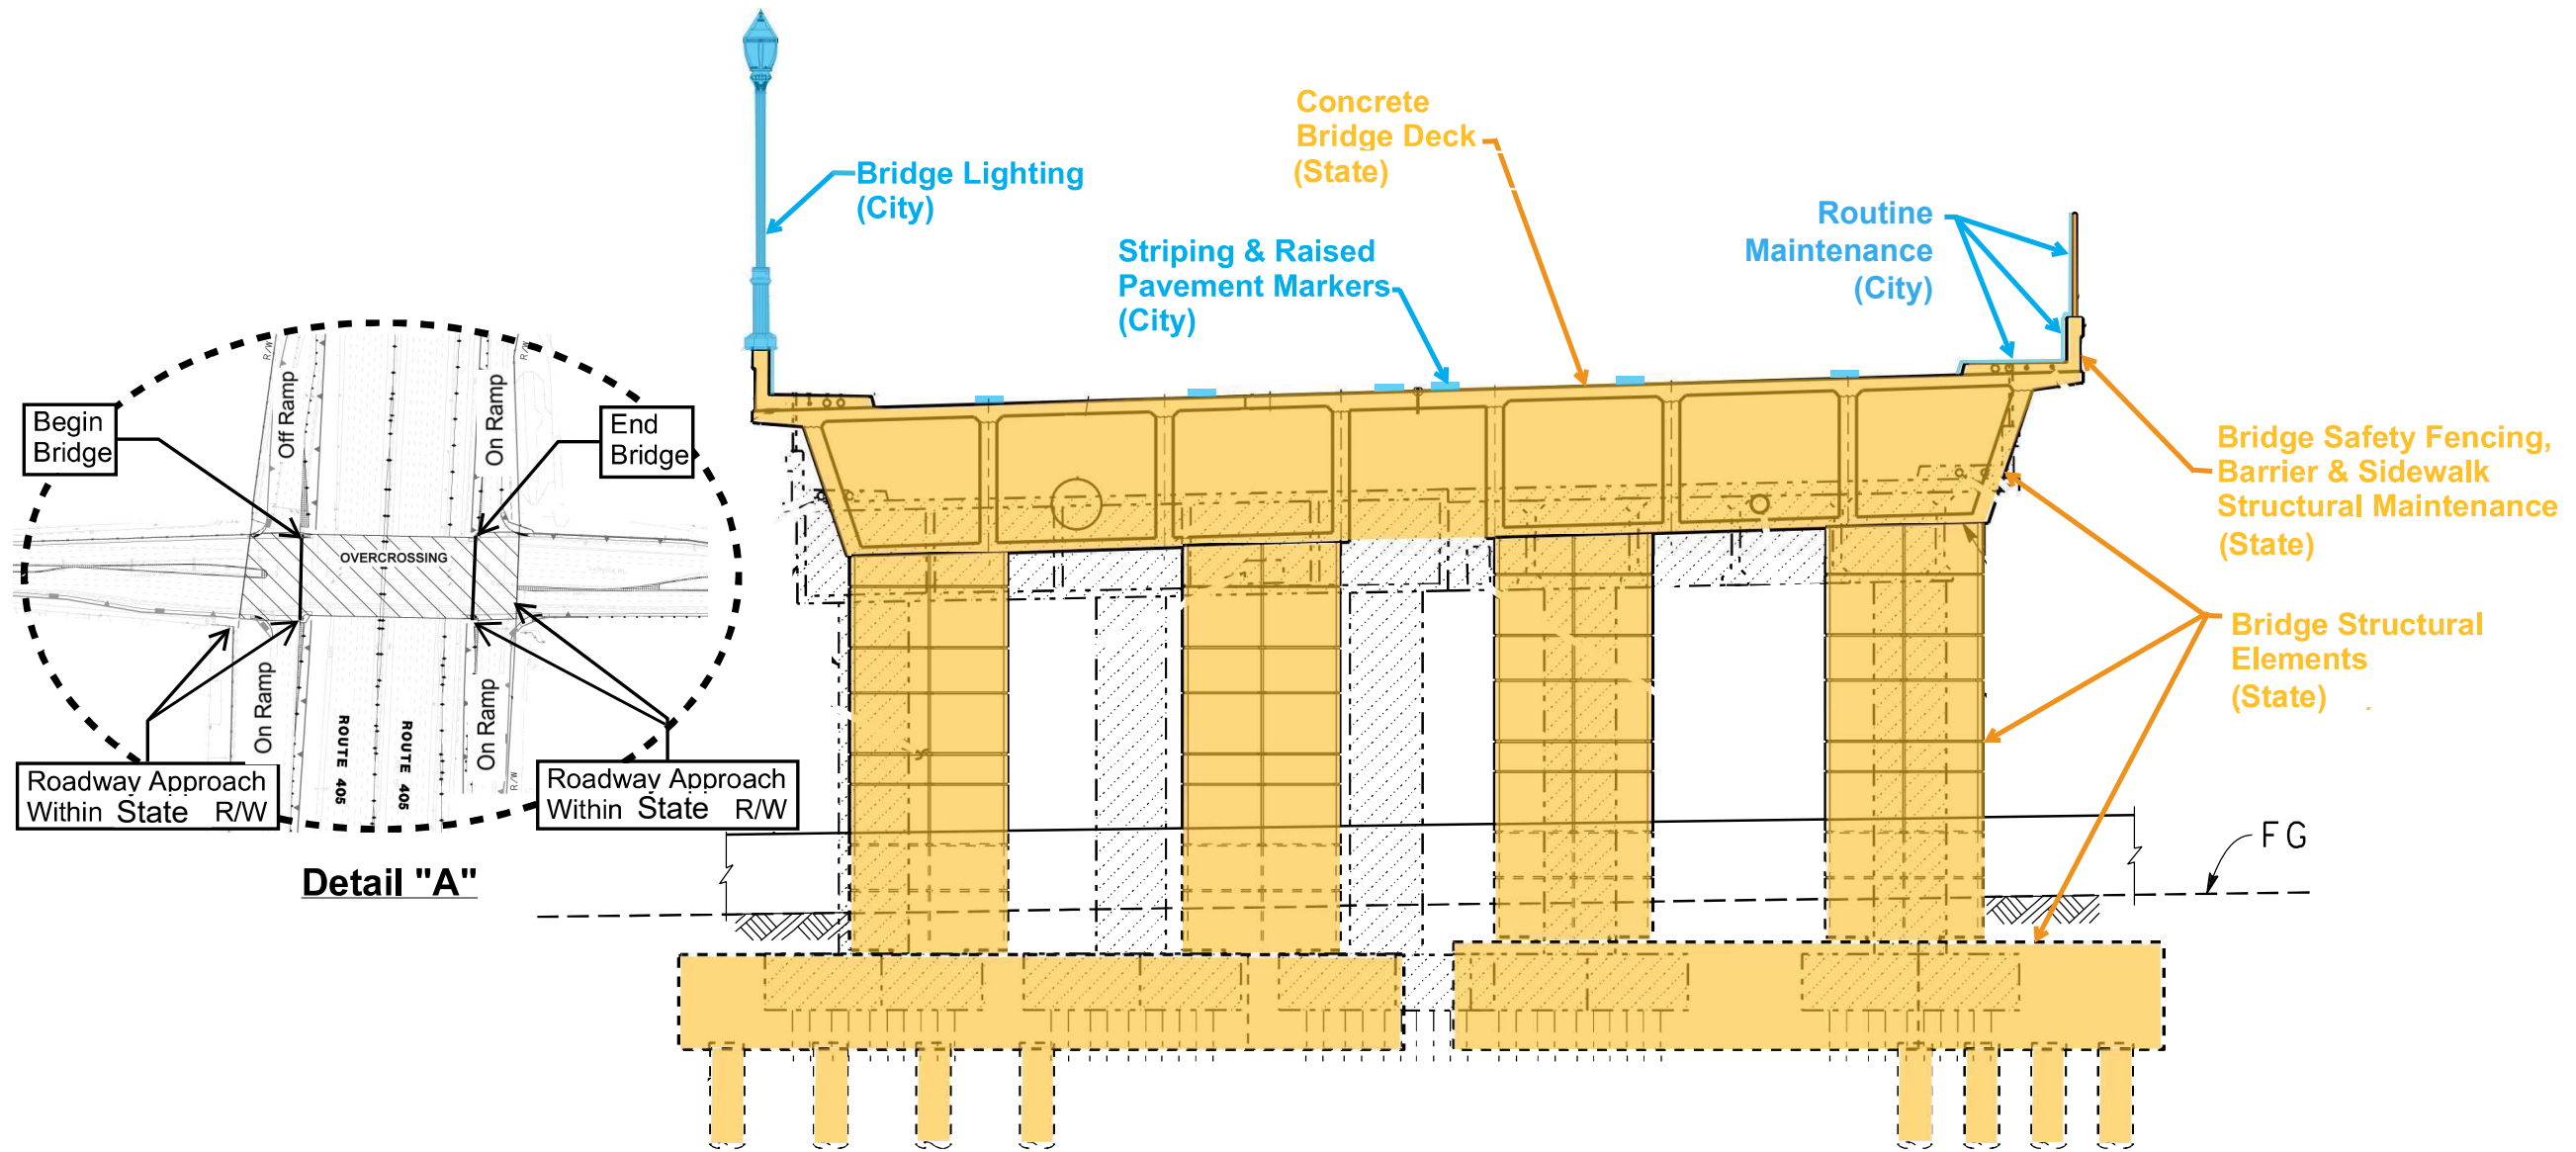 Concrete
Bridge Deck
(State)
Bridge Lighting
(City)
Striping & Raised
Pavement Markers
(City)
Routine
Maintenance
(City)
Bridge Safety Fencing,
Barrier & Sidewalk
Structural Maintenance
(State)
Bridge Structural
Elements
(State)
FG
R/W
Off Ramp
On Ramp
R/W
Begin
Bridge
End
Bridge
OVERCROSSING
On Ramp
ROUTE 405
ROUTE 405
On Ramp
R/W
Roadway Approach
Within State R/W
Roadway Approach
Within State R/W
Detail "A"